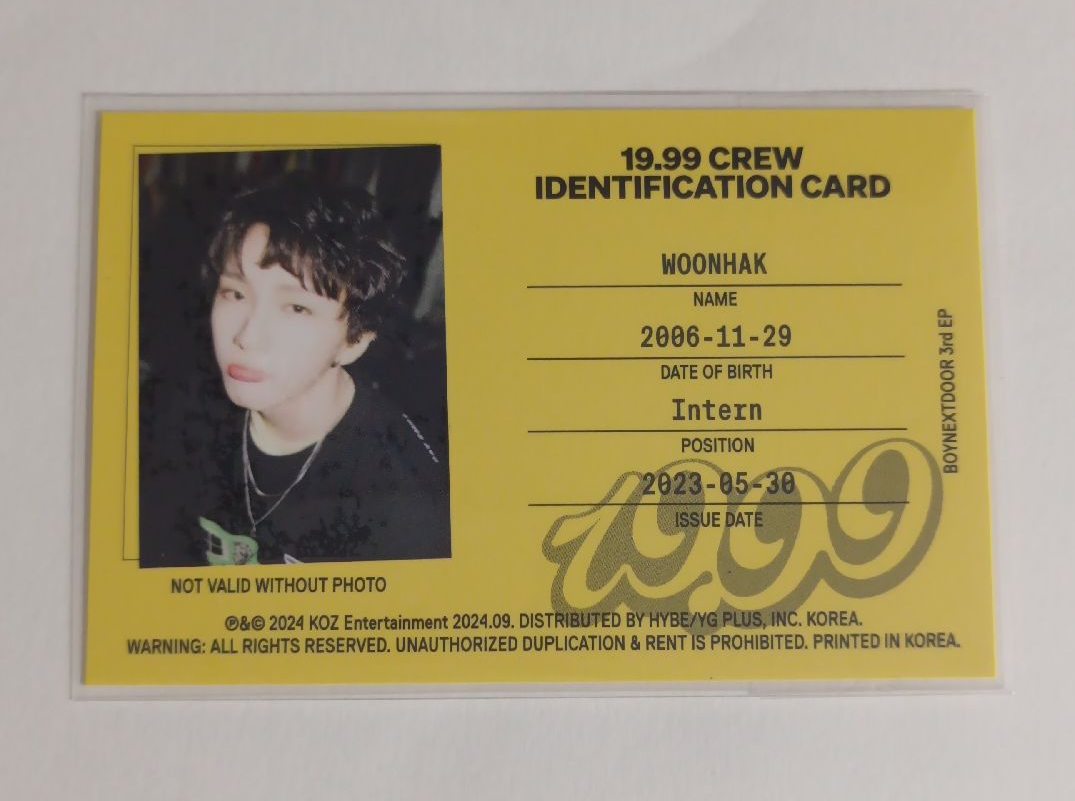 19.99 CREW
IDENTIFICATION CARD
WOONHAK
NAME
2006-11-29
DATE OF BIRTH
Intern
POSITION
2023-05-30
ISSUE DATE
19.99
BOYNEXTDOOR 3rd EP
NOT VALID WITHOUT PHOTO
℗&© 2024 KOZ Entertainment 2024.09. DISTRIBUTED BY HYBE/YG PLUS, INC. KOREA.
WARNING: ALL RIGHTS RESERVED. UNAUTHORIZED DUPLICATION & RENT IS PROHIBITED. PRINTED IN KOREA.